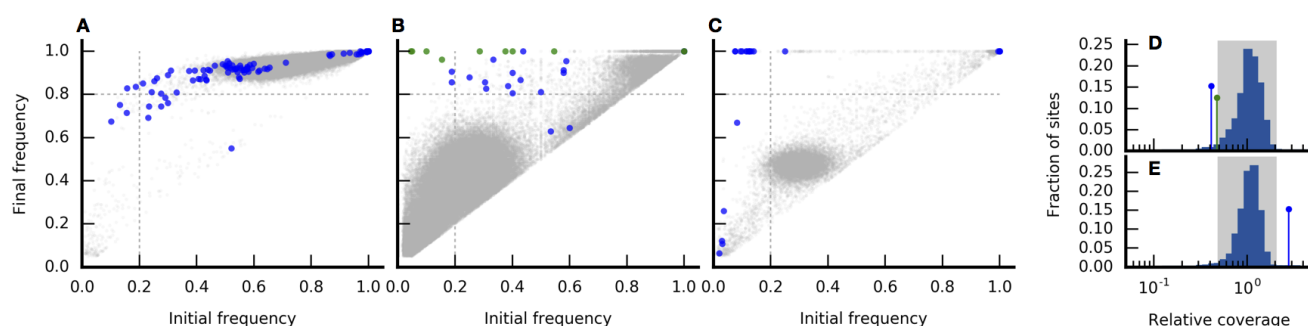 A
B
C
D
E
Final frequency
1.0
0.8
0.6
0.4
0.2
0.0
0.0 0.2 0.4 0.6 0.8 1.0
Initial frequency
0.0 0.2 0.4 0.6 0.8 1.0
Initial frequency
0.0 0.2 0.4 0.6 0.8 1.0
Initial frequency
Fraction of sites
0.25
0.20
0.15
0.10
0.05
0.00
0.25
0.20
0.15
0.10
0.05
0.00
10⁻¹ 10⁰
Relative coverage